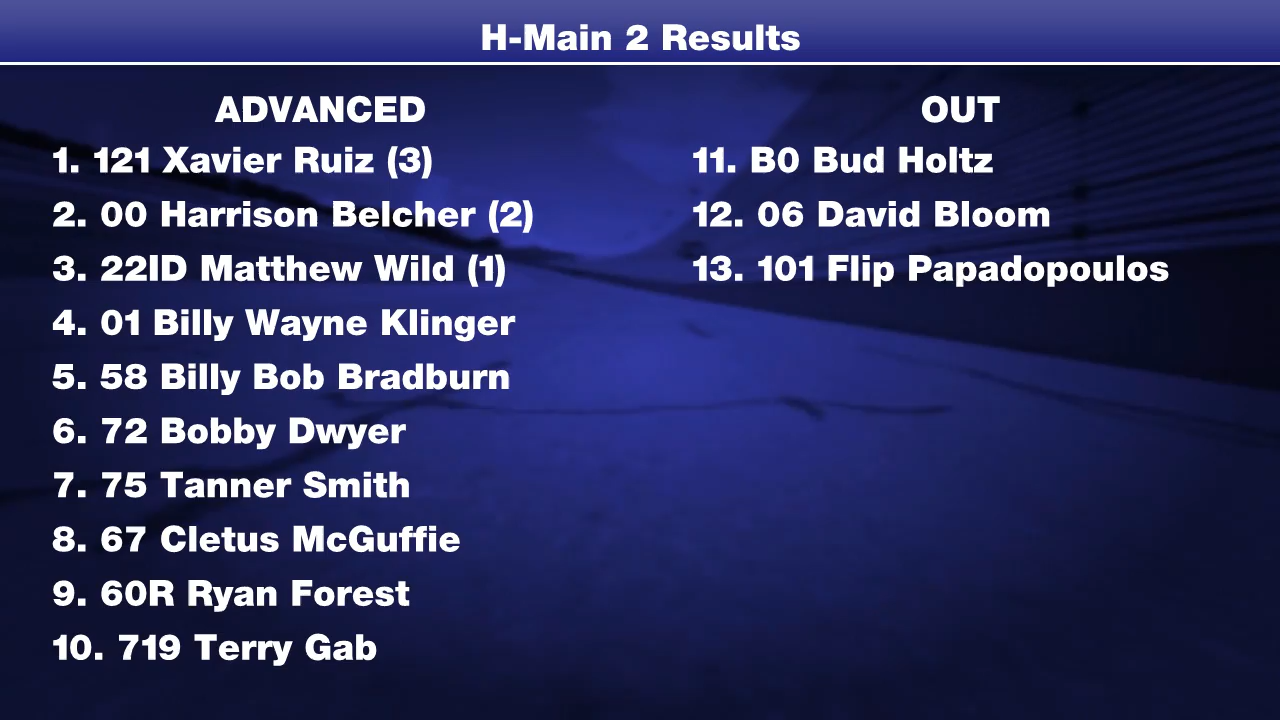 H-Main 2 Results
ADVANCED
1. 121 Xavier Ruiz (3)
2. 00 Harrison Belcher (2)
3. 22ID Matthew Wild (1)
4. 01 Billy Wayne Klinger
5. 58 Billy Bob Bradburn
6. 72 Bobby Dwyer
7. 75 Tanner Smith
8. 67 Cletus McGuffie
9. 60R Ryan Forest
10. 719 Terry Gab
OUT
11. B0 Bud Holtz
12. 06 David Bloom
13. 101 Flip Papadopoulos